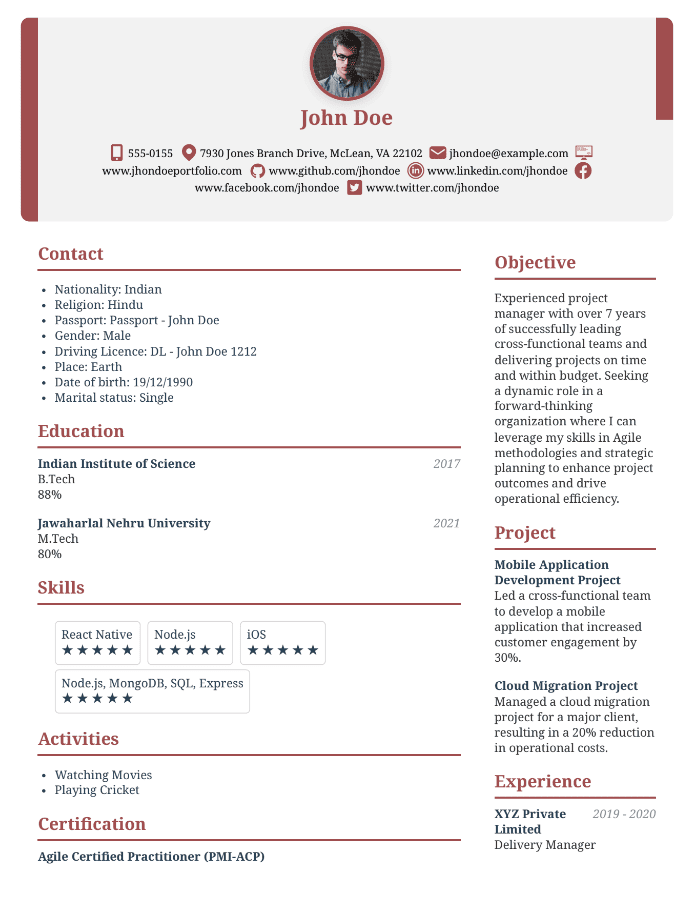 John Doe
555-0155 7930 Jones Branch Drive, McLean, VA 22102 jhondoe@example.com
www.jhondoeportfolio.com www.github.com/jhondoe www.linkedin.com/jhondoe
www.facebook.com/jhondoe www.twitter.com/jhondoe
Contact
Nationality: Indian
Religion: Hindu
Passport: Passport - John Doe
Gender: Male
Driving Licence: DL - John Doe 1212
Place: Earth
Date of birth: 19/12/1990
Marital status: Single
Education
Indian Institute of Science 2017
B.Tech
88%
Jawaharlal Nehru University 2021
M.Tech
80%
Skills
React Native Node.js iOS
★★★★★ ★★★★★ ★★★★★
Node.js, MongoDB, SQL, Express
★★★★★
Activities
Watching Movies
Playing Cricket
Certification
Agile Certified Practitioner (PMI-ACP)
Objective
Experienced project
manager with over 7 years
of successfully leading
cross-functional teams and
delivering projects on time
and within budget. Seeking
a dynamic role in a
forward-thinking
organization where I can
leverage my skills in Agile
methodologies and strategic
planning to enhance project
outcomes and drive
operational efficiency.
Project
Mobile Application
Development Project
Led a cross-functional team
to develop a mobile
application that increased
customer engagement by
30%.
Cloud Migration Project
Managed a cloud migration
project for a major client,
resulting in a 20% reduction
in operational costs.
Experience
XYZ Private 2019 - 2020
Limited
Delivery Manager